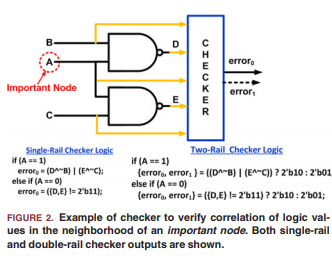 B
A
Important Node
C
D
E
CHECKER
error₀
error₁
Single-Rail Checker Logic
if (A == 1)
error₀ = (D^~B) | (E^~C);
else if (A == 0)
error₀ = ({D,E} != 2'b11);
Two-Rail Checker Logic
if (A == 1)
{error₀, error₁} = ((D^~B) | (E^~C)) ? 2'b10 : 2'b01
else if (A == 0)
{error₀, error₁} = ({D,E} != 2'b11) ? 2'b10 : 2'b01;
FIGURE 2. Example of checker to verify correlation of logic val-
ues in the neighborhood of an important node. Both single-rail
and double-rail checker outputs are shown.